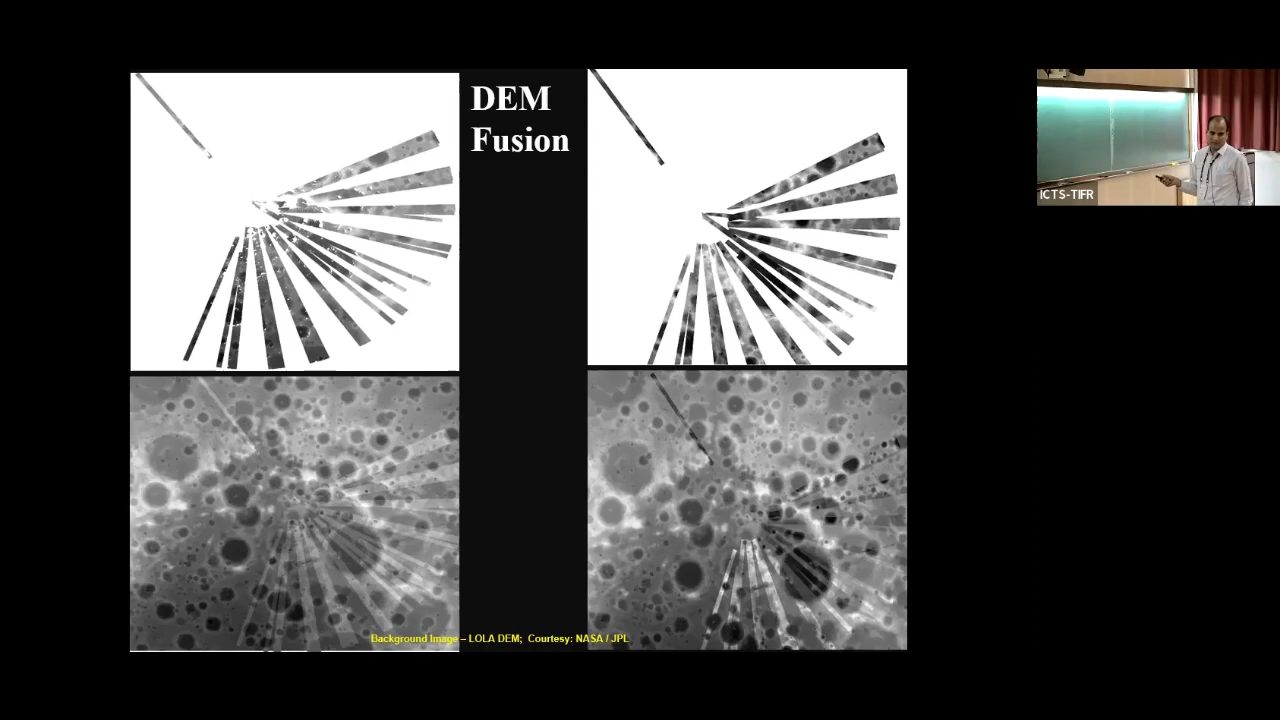 DEM
Fusion
ICTS-TIFR
Background Image – LOLA DEM; Courtesy: NASA / JPL